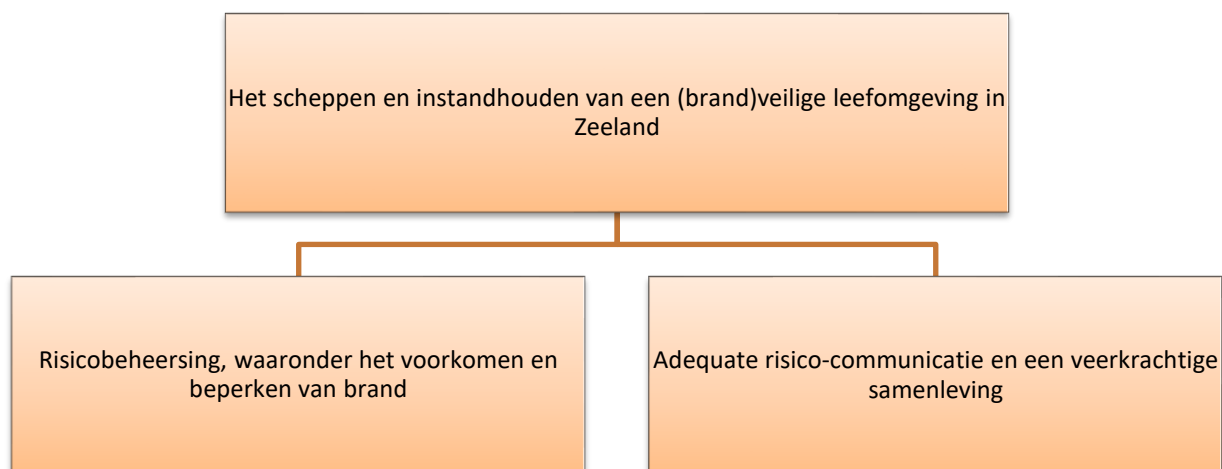 Het scheppen en instandhouden van een (brand)veilige leefomgeving in
Zeeland
Risicobeheersing, waaronder het voorkomen en
beperken van brand
Adequate risico-communicatie en een veerkrachtige
samenleving